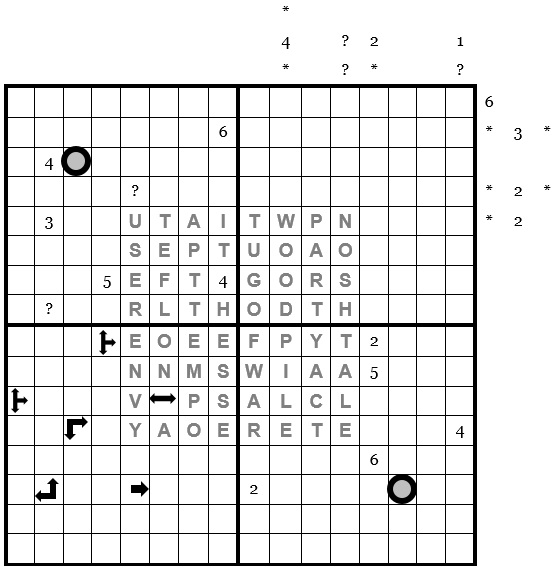 *
4 ? 2 1
* ? * ?
6
6 * 3 *
4
? * 2 *
3 U T A I T W P N * 2
S E P T U O A O
5 E F T 4 G O R S
? R L T H O D T H
E O E E F P Y T 2
N N M S W I A A 5
V P S A L C L
Y A O E R E T E 4
6
2